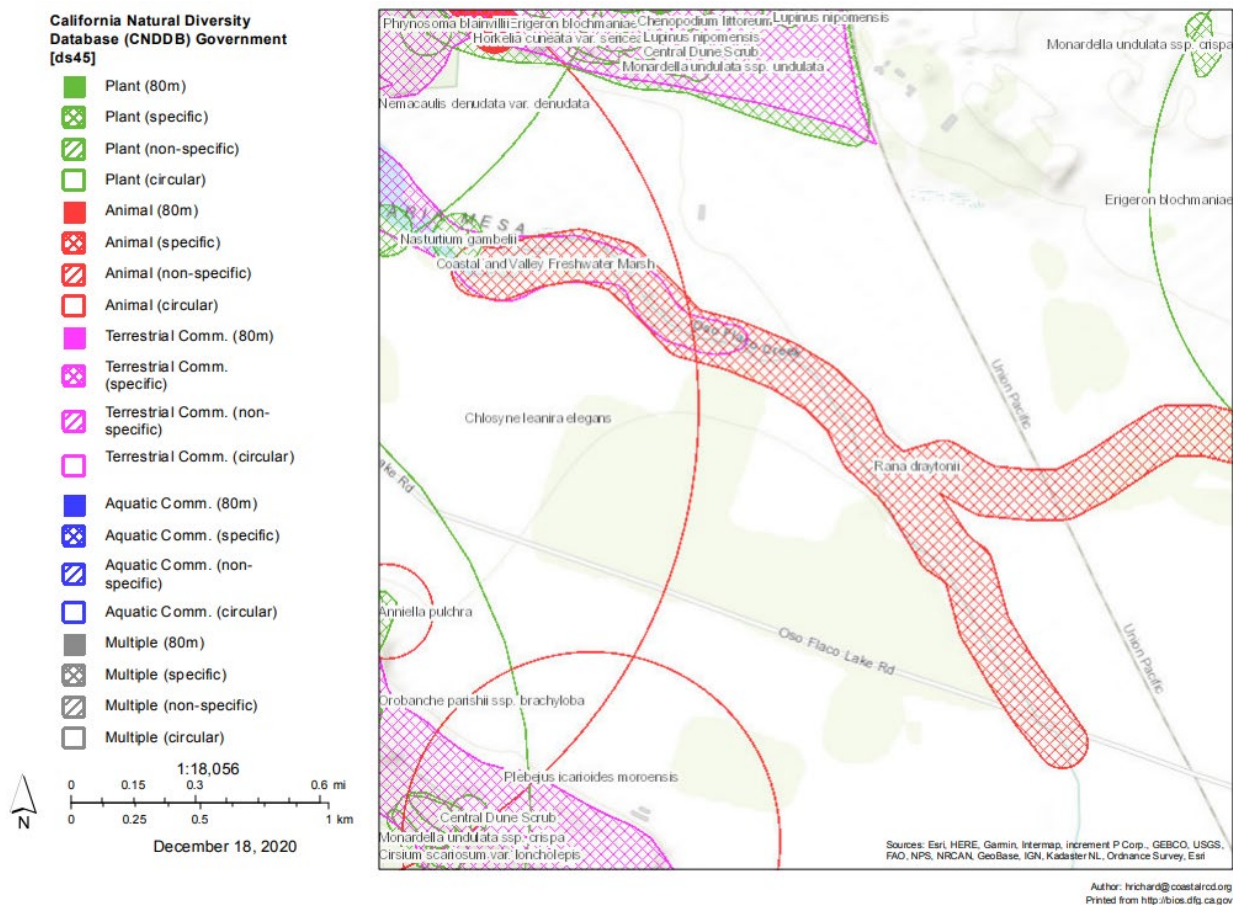 California Natural Diversity
Database (CNDDB) Government
[ds45]
Plant (80m)
Plant (specific)
Plant (non-specific)
Plant (circular)
Animal (80m)
Animal (specific)
Animal (non-specific)
Animal (circular)
Terrestrial Comm. (80m)
Terrestrial Comm.
(specific)
Terrestrial Comm. (non-
specific)
Terrestrial Comm. (circular)
Aquatic Comm. (80m)
Aquatic Comm. (specific)
Aquatic Comm. (non-
specific)
Aquatic Comm. (circular)
Multiple (80m)
Multiple (specific)
Multiple (non-specific)
Multiple (circular)
1:18,056
0 0.15 0.3 0.6 mi
0 0.25 0.5 1 km
N
December 18, 2020
Phrynosoma blainvillii
Erigeron blochmaniae
Chenopodium littoreum
Lupinus nipomensis
Horkelia cuneata var. sericea
Lupinus nipomensis
Central Dune Scrub
Monardella undulata ssp. undulata
Monardella undulata ssp. crispa
Nemacaulis denudata var. denudata
Erigeron blochmaniae
ARIA MESA
Nasturtium gambelii
Coastal and Valley Freshwater Marsh
Oso Flaco Creek
Union Pacific
Chlosyne leanira elegans
Rana draytonii
ake Rd
Anniella pulchra
Oso Flaco Lake Rd
Union Pacific
Orobanche parishii ssp. brachyloba
Plebejus icarioides moroensis
Central Dune Scrub
Monardella undulata ssp. crispa
Cirsium scariosum var. loncholepis
Sources: Esri, HERE, Garmin, Intermap, increment P Corp., GEBCO, USGS,
FAO, NPS, NRCAN, GeoBase, IGN, Kadaster NL, Ordnance Survey, Esri
Author: hrichard@coastalrcd.org
Printed from http://bios.dfg.ca.gov